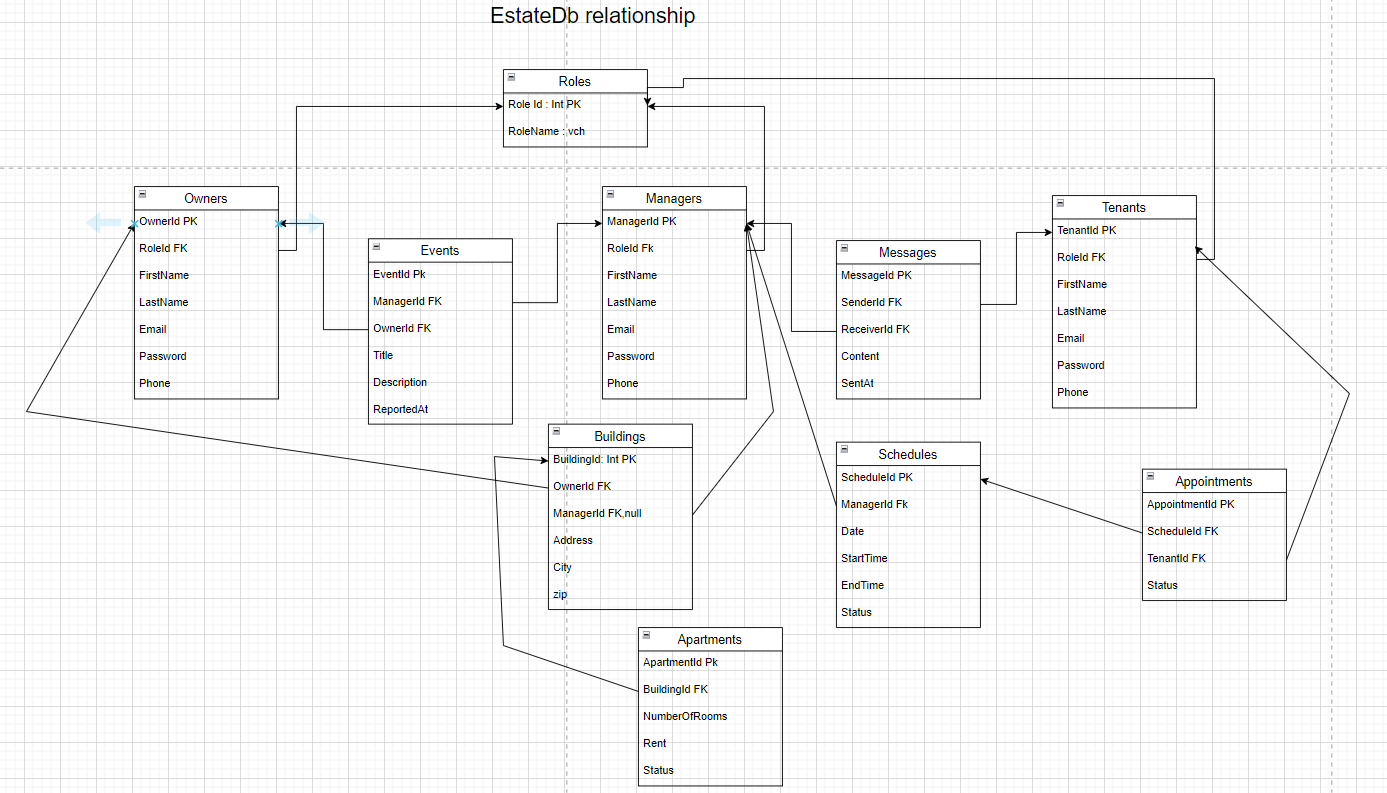 EstateDb relationship
Roles
Role Id : Int PK
RoleName : vch
Owners
OwnerId PK
RoleId FK
FirstName
LastName
Email
Password
Phone
Events
EventId Pk
ManagerId FK
OwnerId FK
Title
Description
ReportedAt
Managers
ManagerId PK
RoleId Fk
FirstName
LastName
Email
Password
Phone
Messages
MessageId PK
SenderId FK
ReceiverId FK
Content
SentAt
Tenants
TenantId PK
RoleId FK
FirstName
LastName
Email
Password
Phone
Buildings
BuildingId: Int PK
OwnerId FK
ManagerId FK,null
Address
City
zip
Schedules
ScheduleId PK
ManagerId Fk
Date
StartTime
EndTime
Status
Appointments
AppointmentId PK
ScheduleId FK
TenantId FK
Status
Apartments
ApartmentId Pk
BuildingId FK
NumberOfRooms
Rent
Status